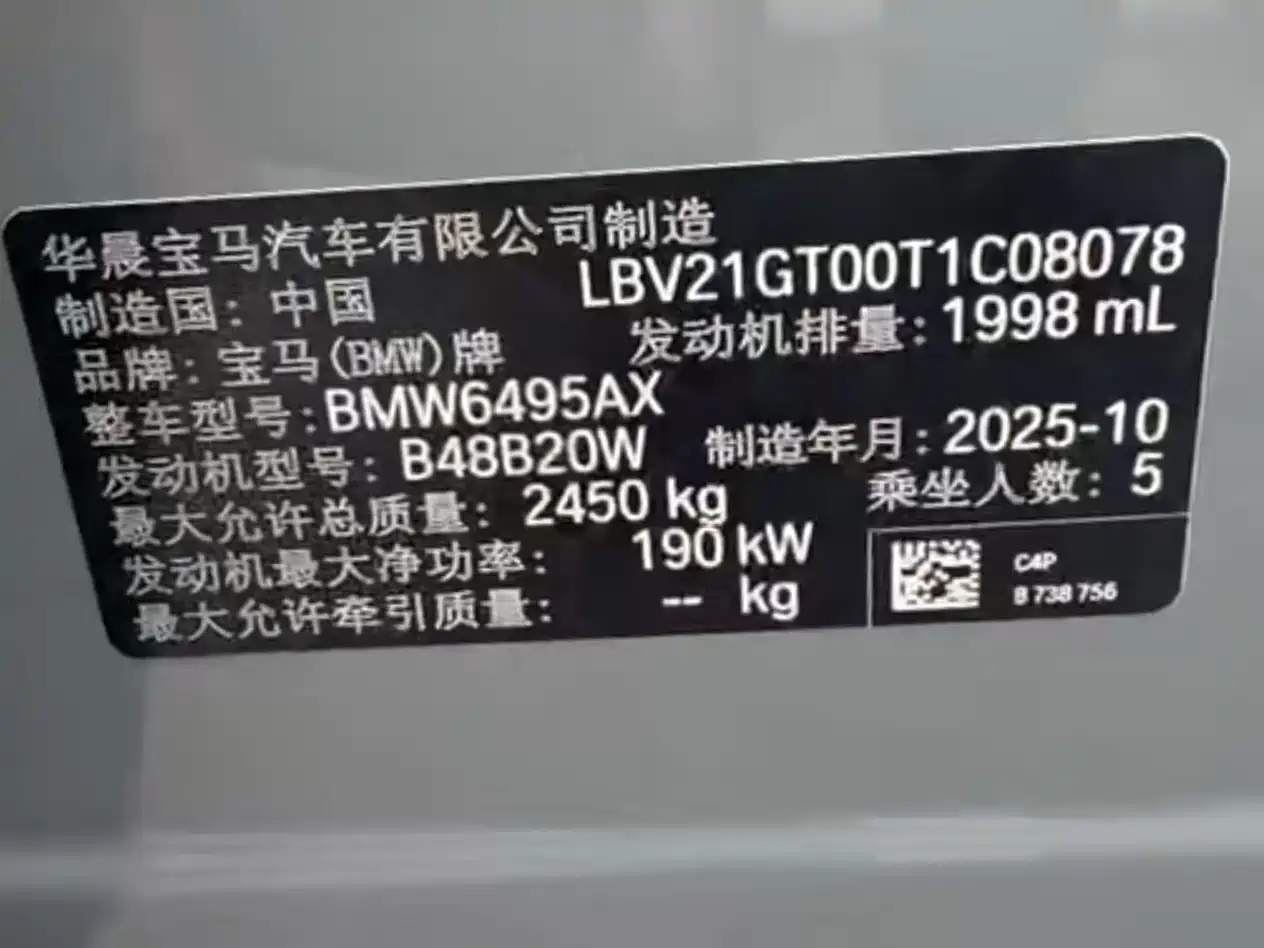 华晨宝马汽车有限公司制造
制造国：中国 LBV21GT00T1C08078
品牌：宝马(BMW)牌 发动机排量：1998 mL
整车型号：BMW6495AX
发动机型号：B48B20W 制造年月：2025-10
最大允许总质量：2450 kg 乘坐人数：5
发动机最大净功率：190 kW
最大允许牵引质量：-- kg
C4P
8 738 756